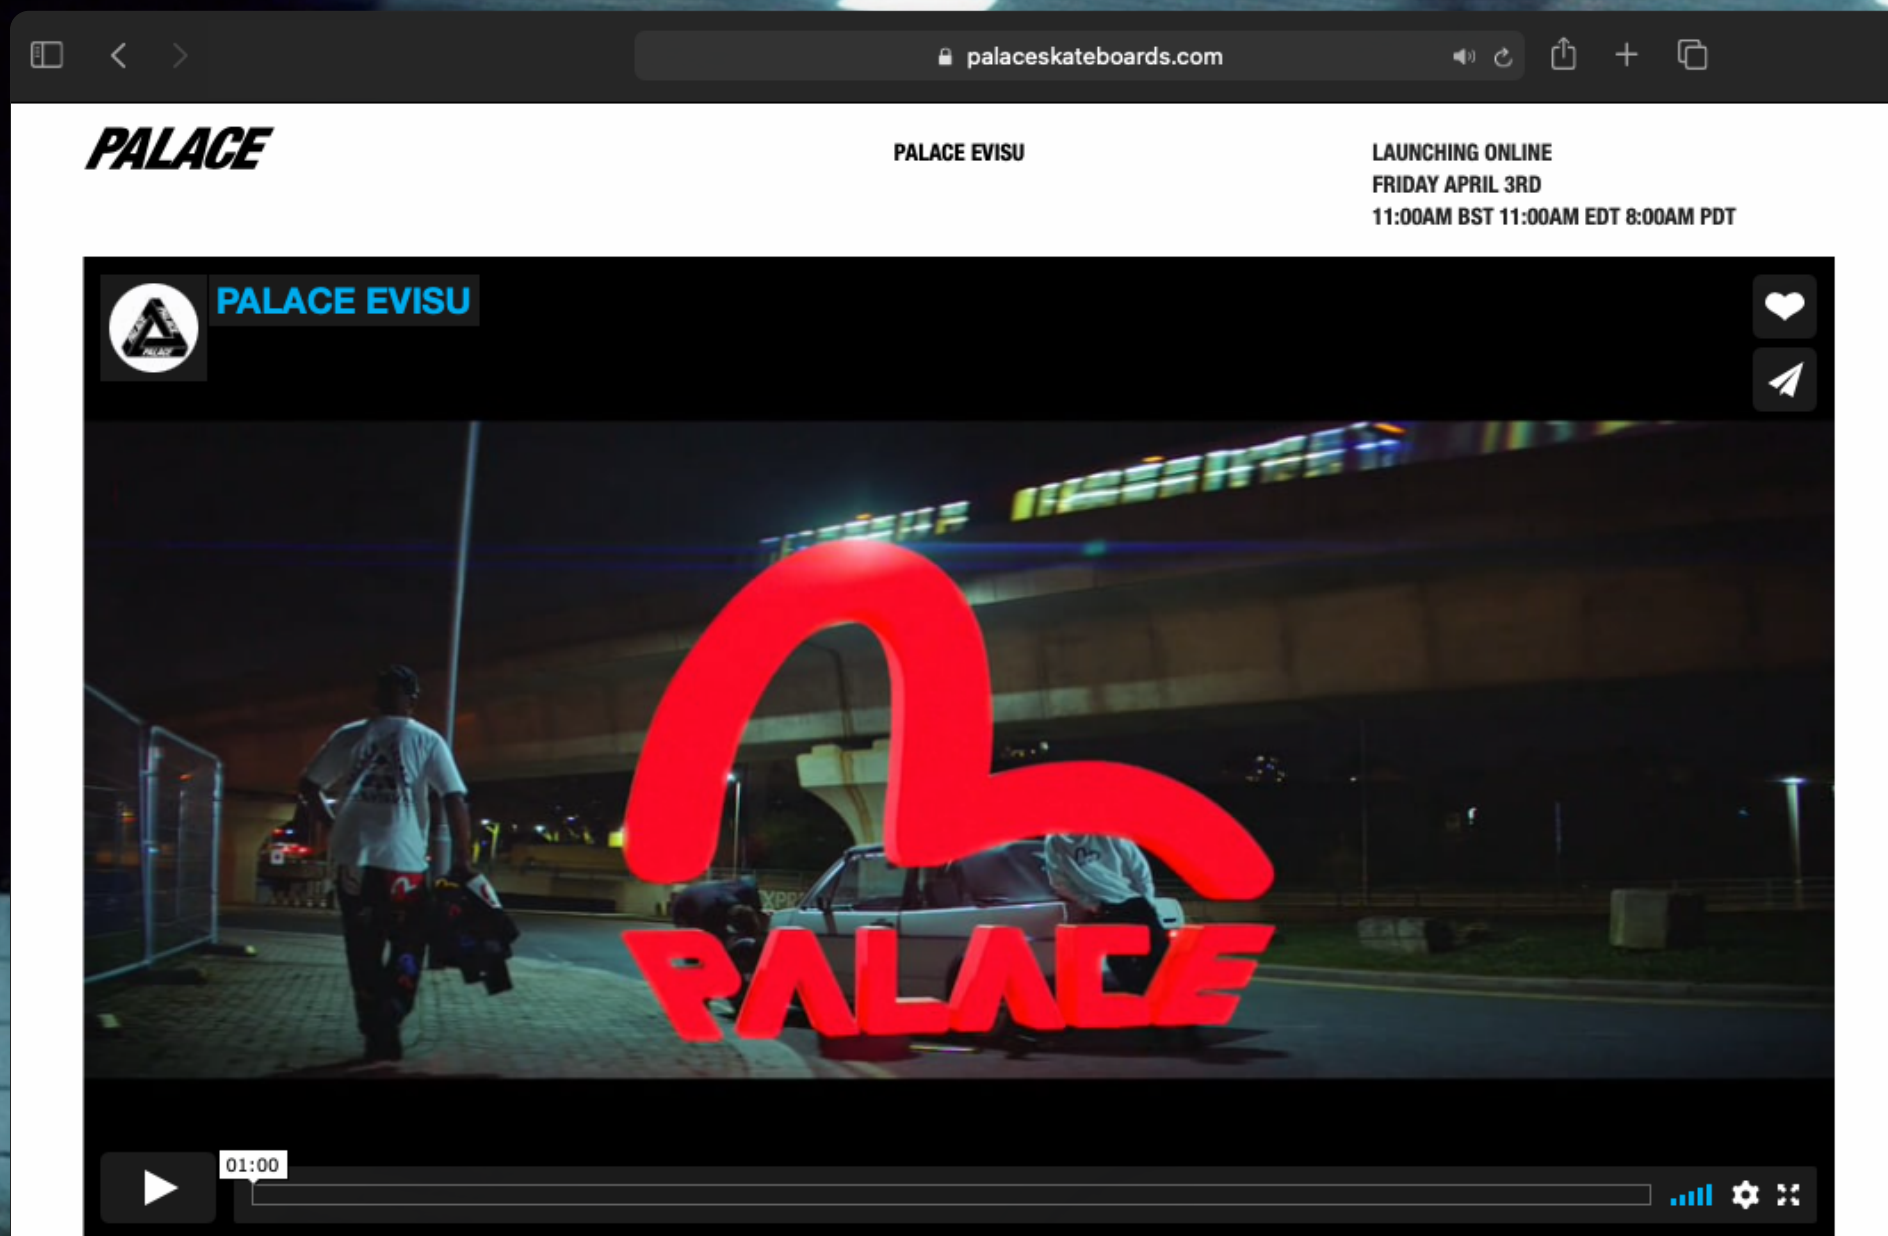 palaceskateboards.com
PALACE
PALACE EVISU
LAUNCHING ONLINE
FRIDAY APRIL 3RD
11:00AM BST 11:00AM EDT 8:00AM PDT
PALACE EVISU
PALACE
PALACE
01:00